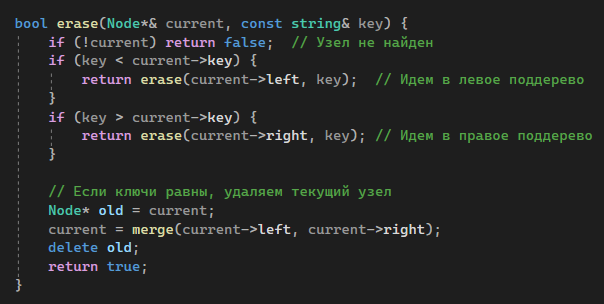 bool erase(Node*& current, const string& key) {
    if (!current) return false;  // Узел не найден
    if (key < current->key) {
        return erase(current->left, key);  // Идем в левое поддерево
    }
    if (key > current->key) {
        return erase(current->right, key); // Идем в правое поддерево
    }

    // Если ключи равны, удаляем текущий узел
    Node* old = current;
    current = merge(current->left, current->right);
    delete old;
    return true;
}